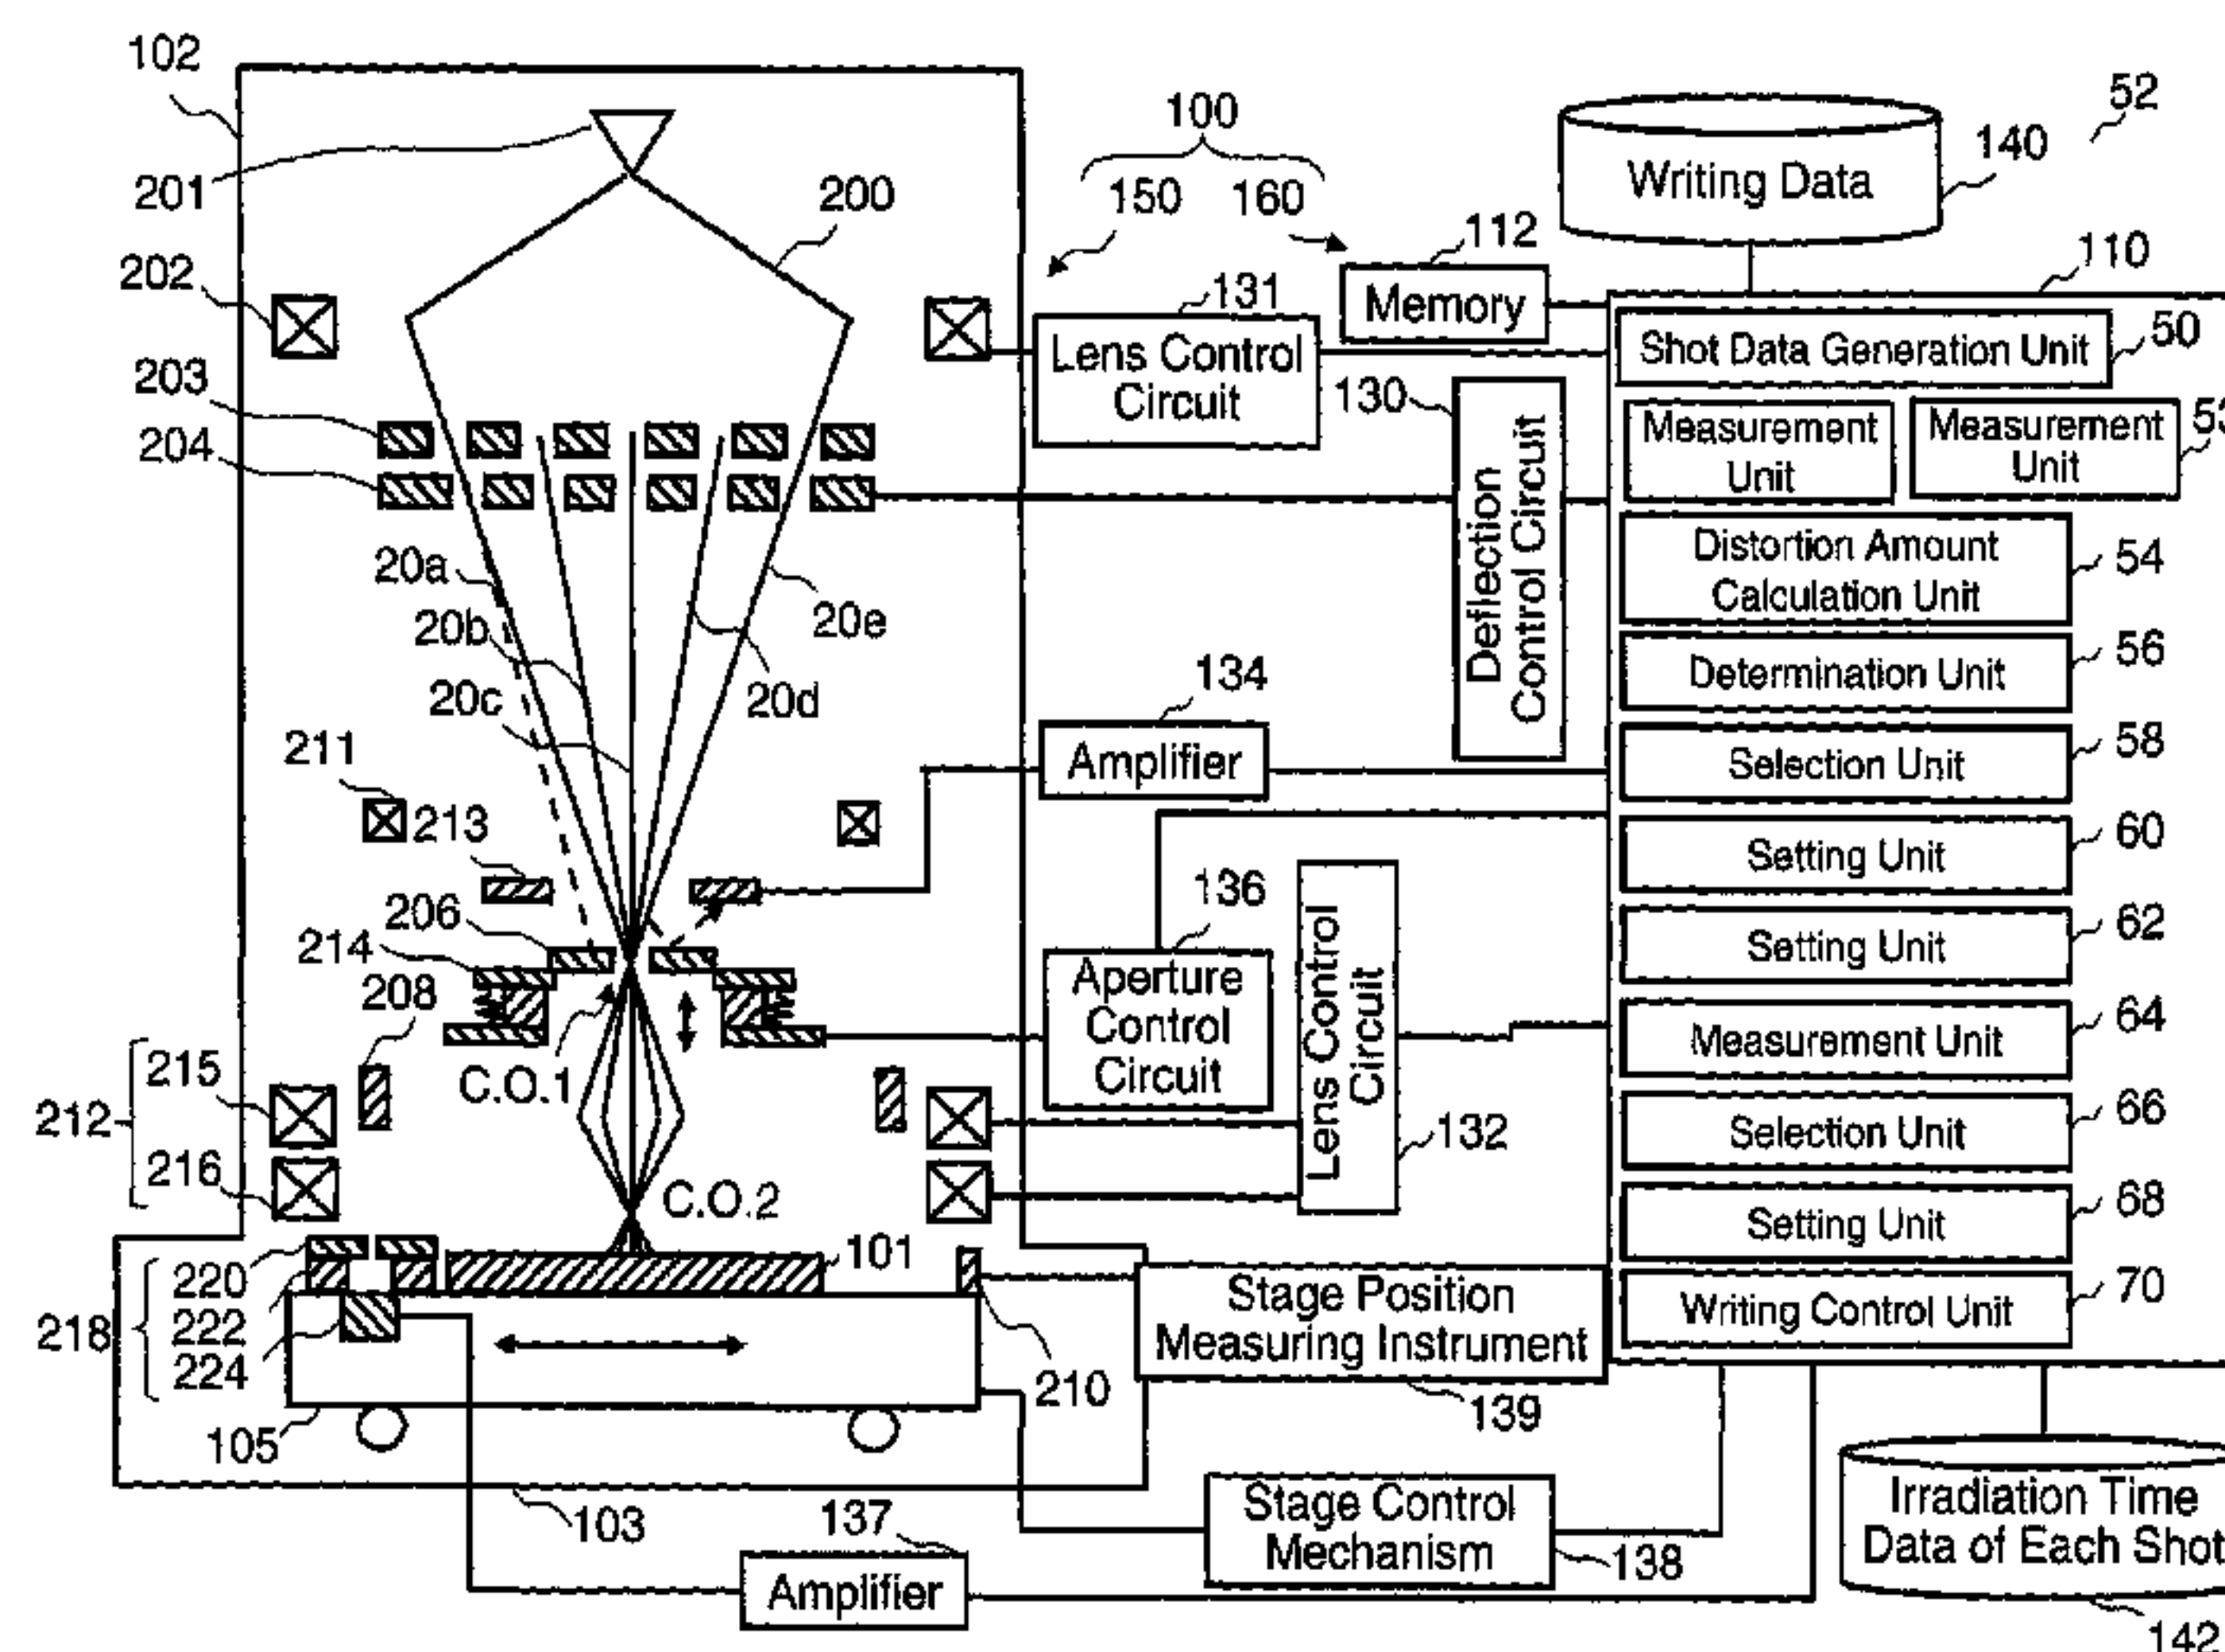 102
100
150
160
52
140
Writing Data
201
200
112
Memory
110
202
131
Lens Control
Circuit
Shot Data Generation Unit
50
203
204
130
Deflection
Control Circuit
Measurement
Unit
Measurement
Unit
20a
20b
20c
20e
20d
Distortion Amount
Calculation Unit
54
Determination Unit
56
134
Amplifier
Selection Unit
58
211
213
Setting Unit
60
206
214
208
136
Aperture
Control
Circuit
Lens Control
Circuit
132
Setting Unit
62
C.O.1
Measurement Unit
64
212
215
216
Selection Unit
66
C.O.2
Setting Unit
68
101
218
220
222
224
Stage Position
Measuring Instrument
139
Writing Control Unit
70
210
105
103
137
Amplifier
Stage Control
Mechanism
138
Irradiation Time
Data of Each Shot
142